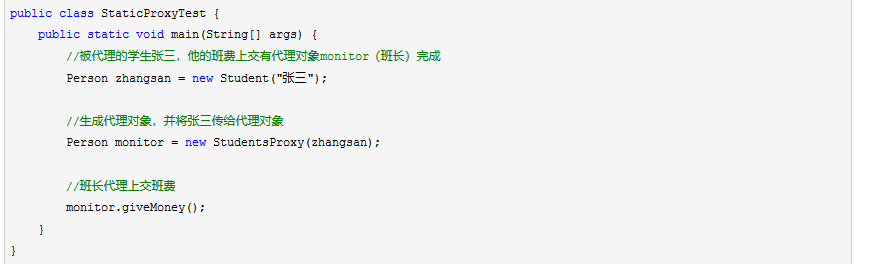 public class StaticProxyTest {
    public static void main(String[] args) {
        //被代理的学生张三，他的班费上交有代理对象monitor（班长）完成
        Person zhangsan = new Student("张三");
        //生成代理对象，并将张三传给代理对象
        Person monitor = new StudentsProxy(zhangsan);
        //班长代理上交班费
        monitor.giveMoney();
    }
}